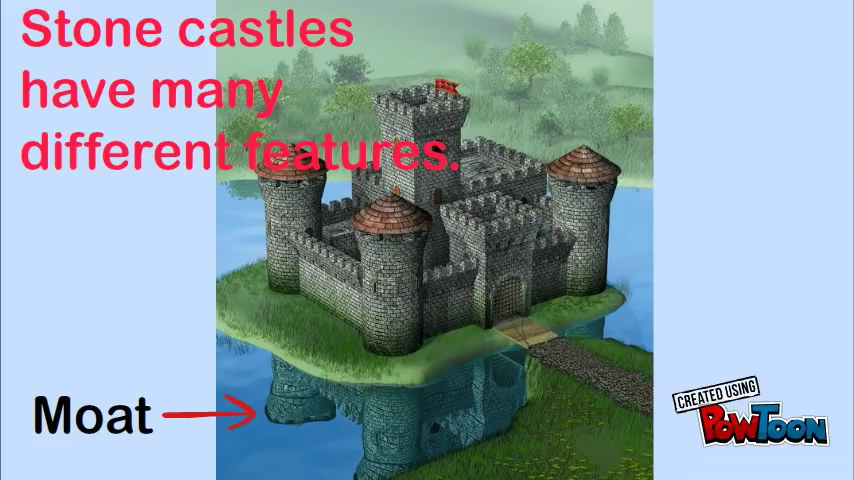 Stone castles
have many
different features.
Moat
CREATED USING
POWTOON